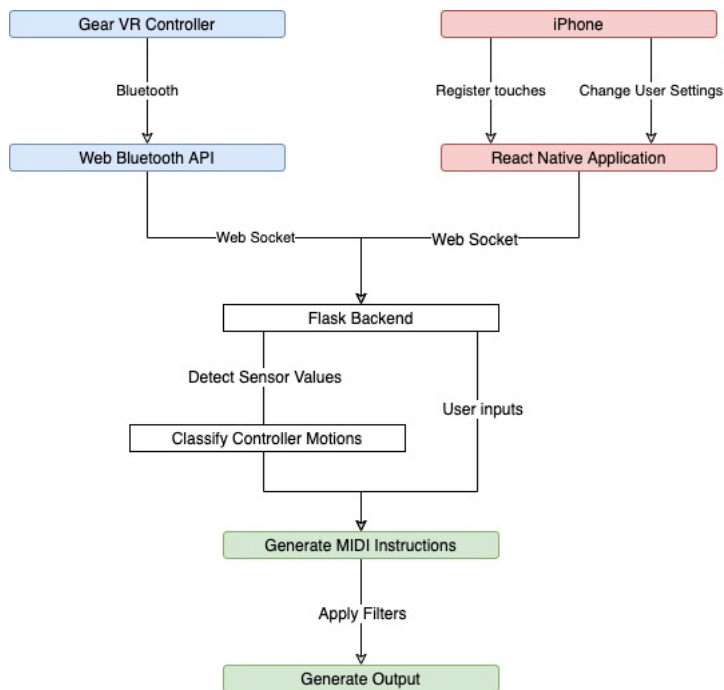 Gear VR Controller
iPhone
Bluetooth
Register touches
Change User Settings
Web Bluetooth API
React Native Application
Web Socket
Web Socket
Flask Backend
Detect Sensor Values
User inputs
Classify Controller Motions
Generate MIDI Instructions
Apply Filters
Generate Output